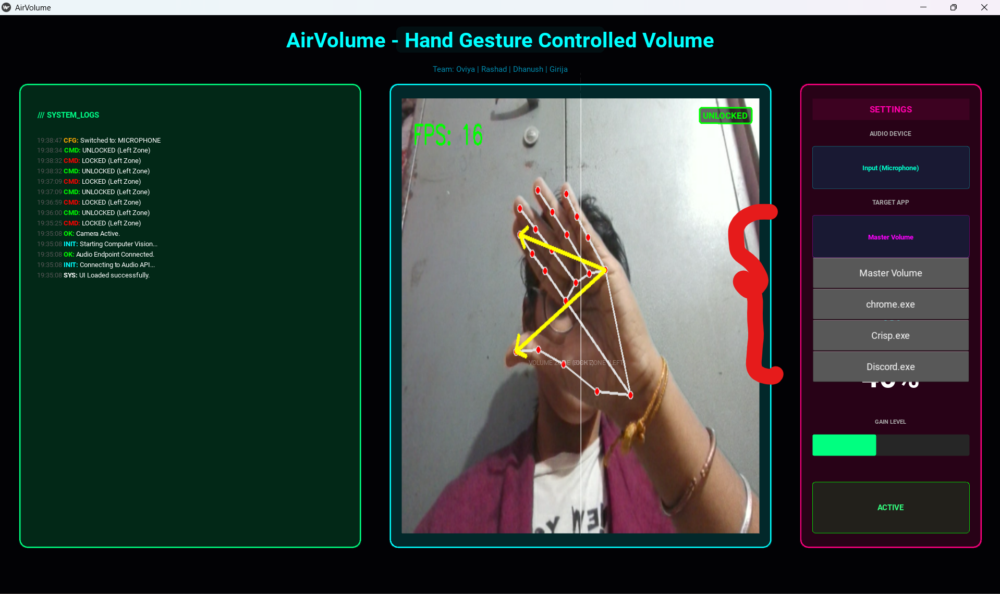 AirVolume
AirVolume - Hand Gesture Controlled Volume
Team: Oviya | Rashad | Dhanush | Girija
/// SYSTEM_LOGS
19:38:47 CFG: Switched to: MICROPHONE
19:38:34 CMD: UNLOCKED (Left Zone)
19:38:32 CMD: LOCKED (Left Zone)
19:38:32 CMD: UNLOCKED (Left Zone)
19:37:09 CMD: LOCKED (Left Zone)
19:37:09 CMD: UNLOCKED (Left Zone)
19:36:59 CMD: LOCKED (Left Zone)
19:36:00 CMD: UNLOCKED (Left Zone)
19:35:25 CMD: LOCKED (Left Zone)
19:35:08 OK: Camera Active.
19:35:08 INIT: Starting Computer Vision...
19:35:08 OK: Audio Endpoint Connected.
19:35:08 INIT: Connecting to Audio API...
19:35:08 SYS: UI Loaded successfully.
UNLOCKED
FPS: 16
VOLUME ZONE (LEFT)
SETTINGS
AUDIO DEVICE
Input (Microphone)
TARGET APP
Master Volume
Master Volume
chrome.exe
Crisp.exe
Discord.exe
GAIN LEVEL
ACTIVE